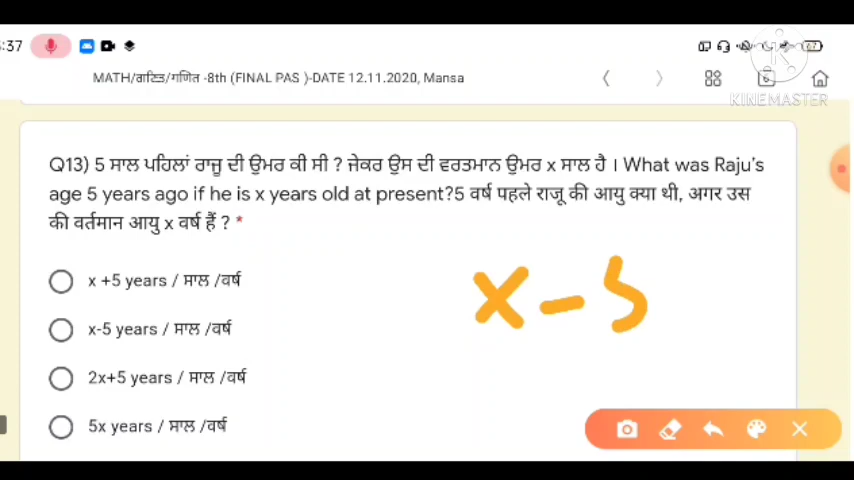 :37
67
MATH/ਗਣਿਤ/गणित -8th (FINAL PAS )-DATE 12.11.2020, Mansa
KINEMASTER
Q13) 5 ਸਾਲ ਪਹਿਲਾਂ ਰਾਜੂ ਦੀ ਉਮਰ ਕੀ ਸੀ ? ਜੇਕਰ ਉਸ ਦੀ ਵਰਤਮਾਨ ਉਮਰ x ਸਾਲ ਹੈ । What was Raju's
age 5 years ago if he is x years old at present?5 वर्ष पहले राजू की आयु क्या थी, अगर उस
की वर्तमान आयु x वर्ष हैं ? *
x +5 years / ਸਾਲ /वर्ष
x-5 years / ਸਾਲ /वर्ष
x - 5
2x+5 years / ਸਾਲ /वर्ष
5x years / ਸਾਲ /वर्ष